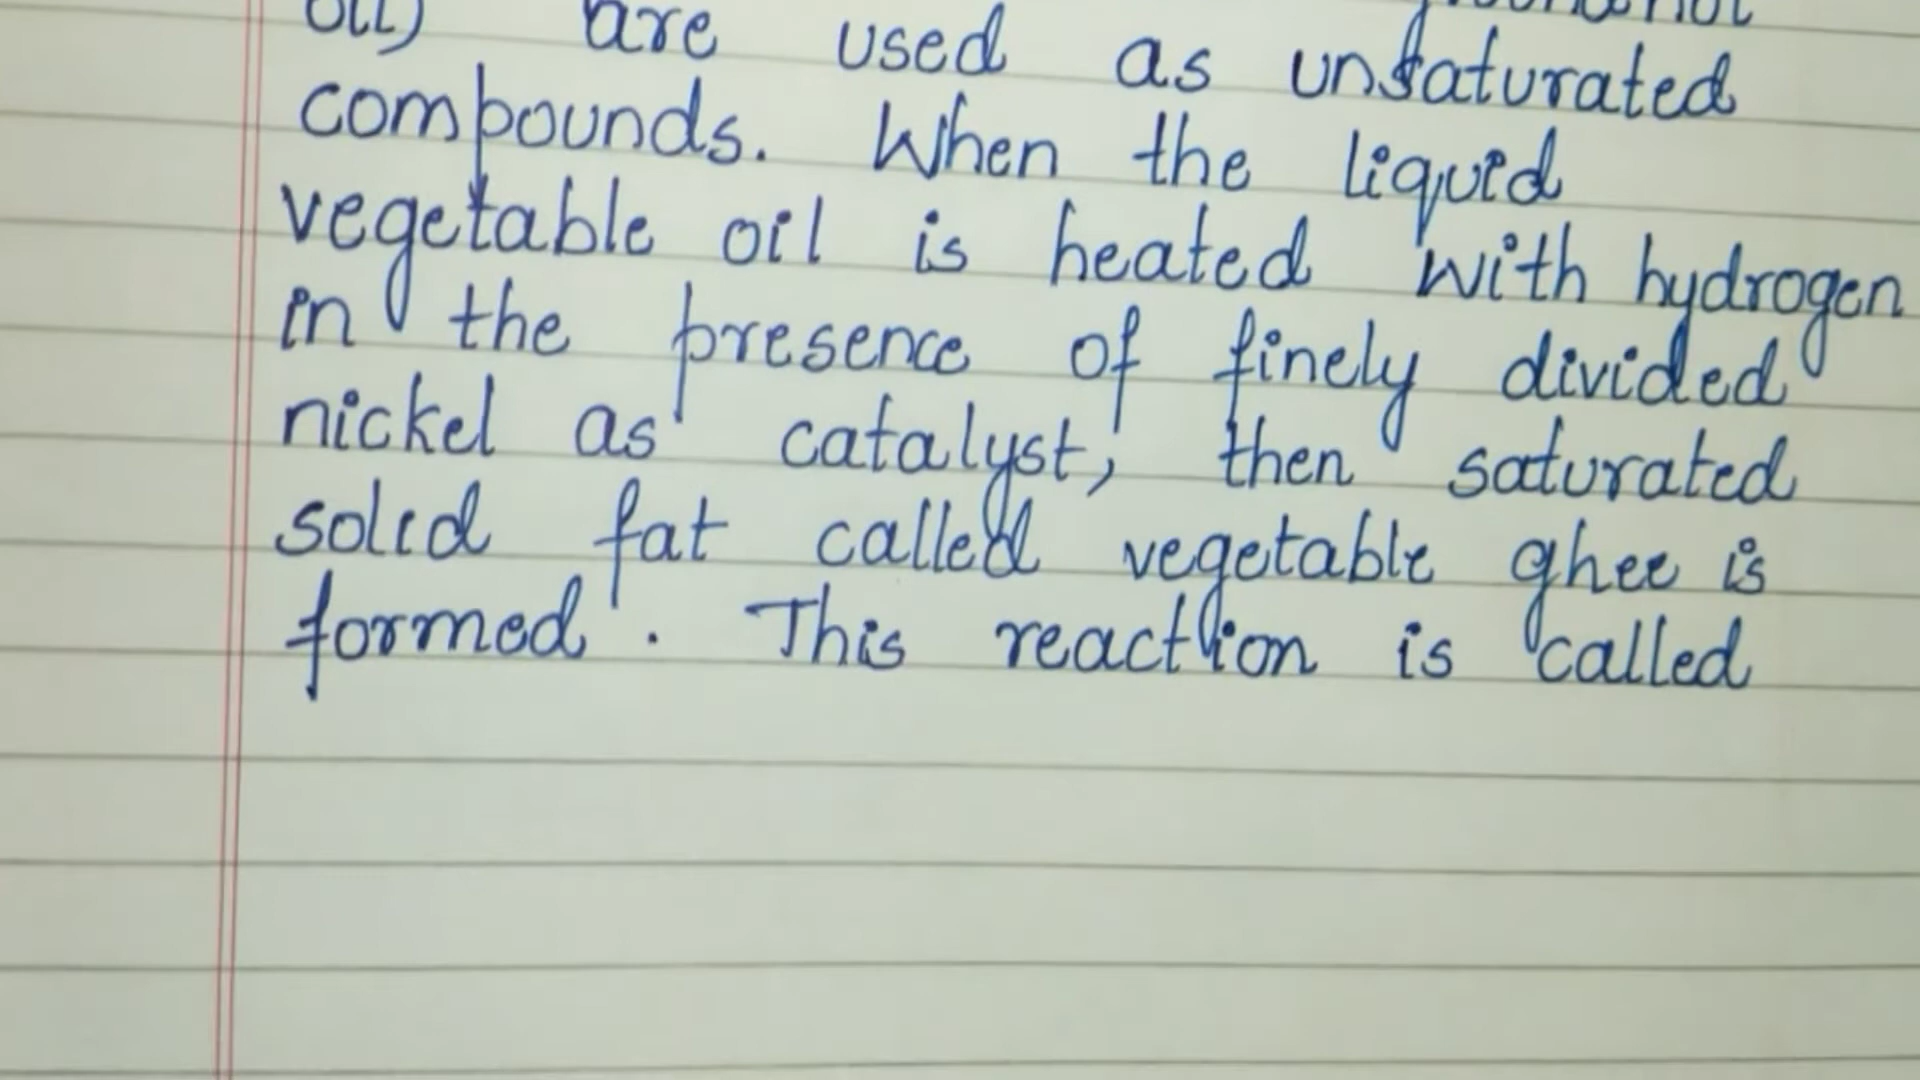 oil) are used as unsaturated
compounds. When the liquid
vegetable oil is heated with hydrogen
in the presence of finely divided
nickel as catalyst, then saturated
solid fat called vegetable ghee is
formed. This reaction is called